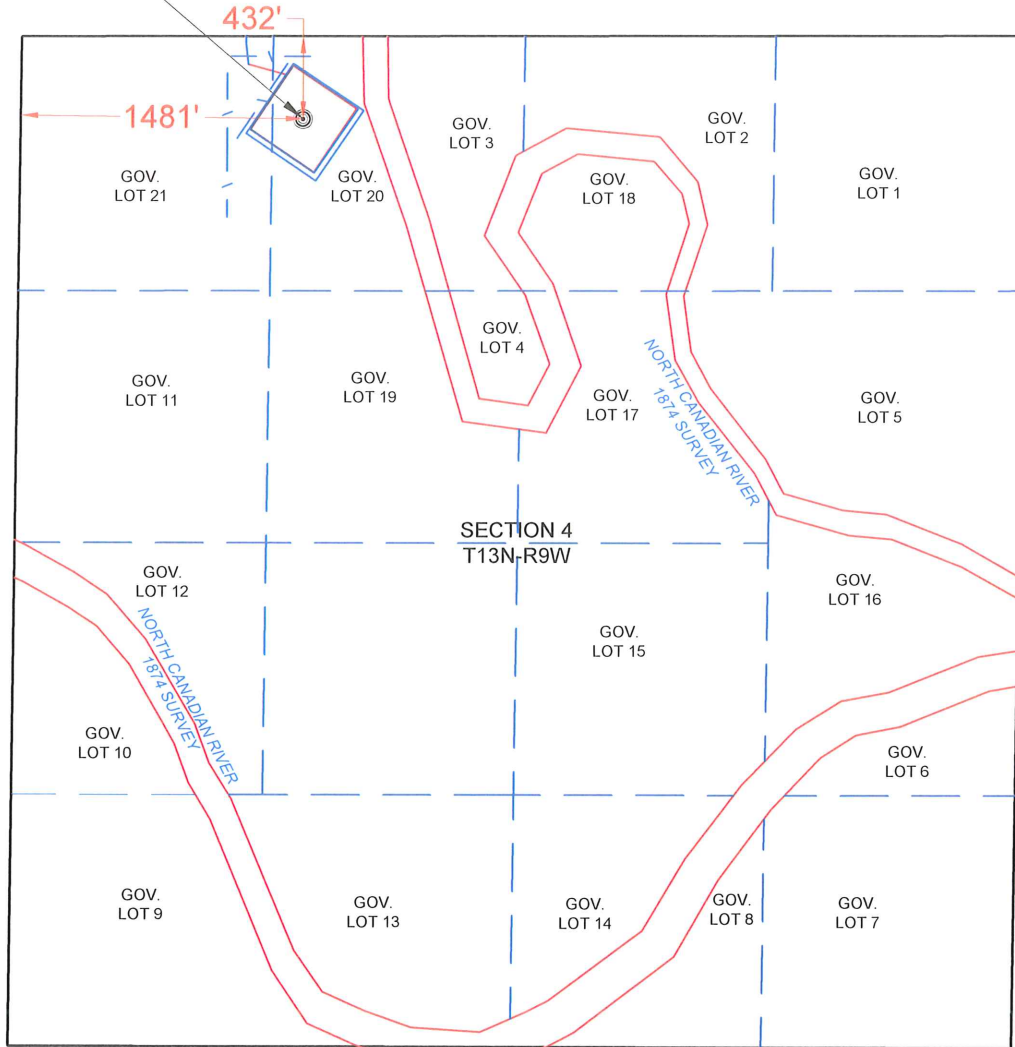 432'
1481'
GOV.
LOT 3
GOV.
LOT 2
GOV.
LOT 21
GOV.
LOT 20
GOV.
LOT 18
GOV.
LOT 1
GOV.
LOT 4
GOV.
LOT 11
GOV.
LOT 19
GOV.
LOT 17
NORTH CANADIAN RIVER
1874 SURVEY
GOV.
LOT 5
SECTION 4
T13N-R9W
GOV.
LOT 12
GOV.
LOT 16
NORTH CANADIAN RIVER
1874 SURVEY
GOV.
LOT 15
GOV.
LOT 10
GOV.
LOT 6
GOV.
LOT 9
GOV.
LOT 13
GOV.
LOT 14
GOV.
LOT 8
GOV.
LOT 7